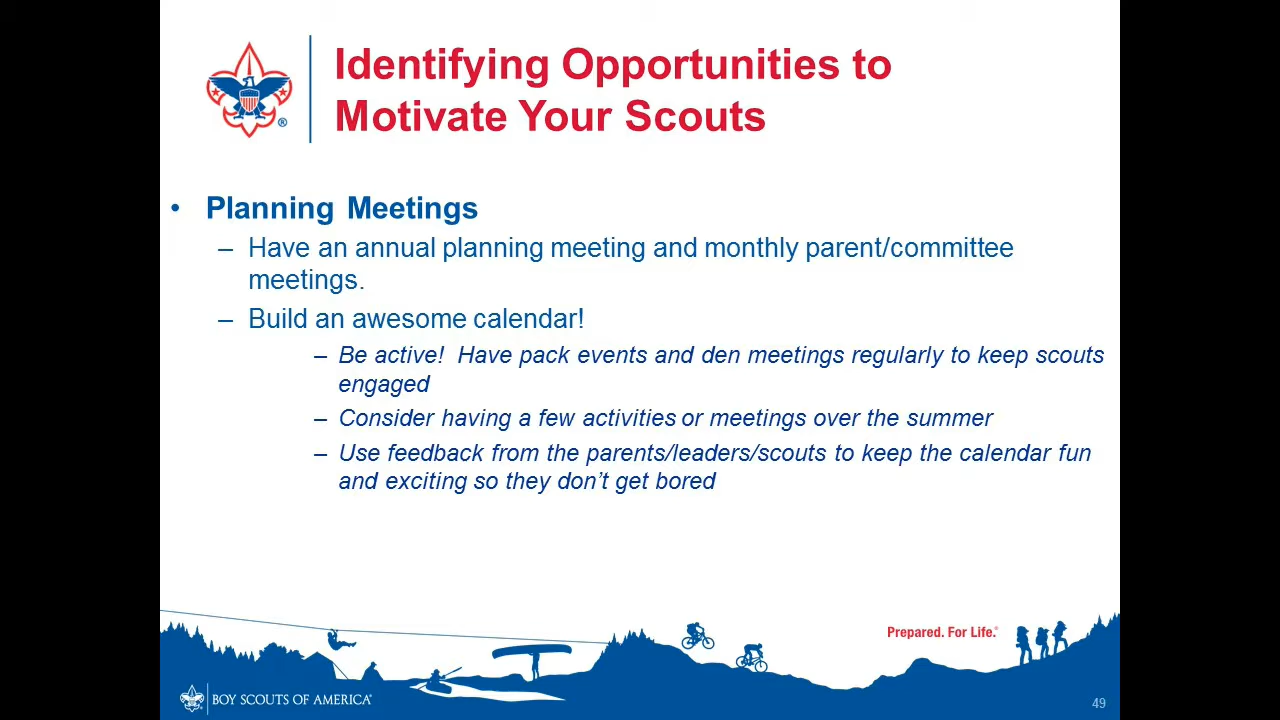 Identifying Opportunities to
Motivate Your Scouts
®
• Planning Meetings
– Have an annual planning meeting and monthly parent/committee
meetings.
– Build an awesome calendar!
– Be active!  Have pack events and den meetings regularly to keep scouts
engaged
– Consider having a few activities or meetings over the summer
– Use feedback from the parents/leaders/scouts to keep the calendar fun
and exciting so they don’t get bored
Prepared. For Life.®
BOY SCOUTS OF AMERICA®
49